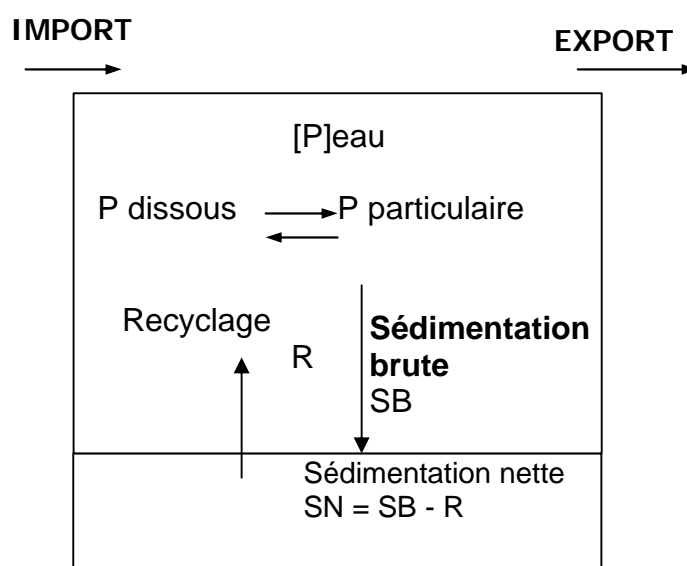 IMPORT
EXPORT
[P]eau
P dissous P particulaire
Recyclage
R
Sédimentation
brute
SB
Sédimentation nette
SN = SB - R